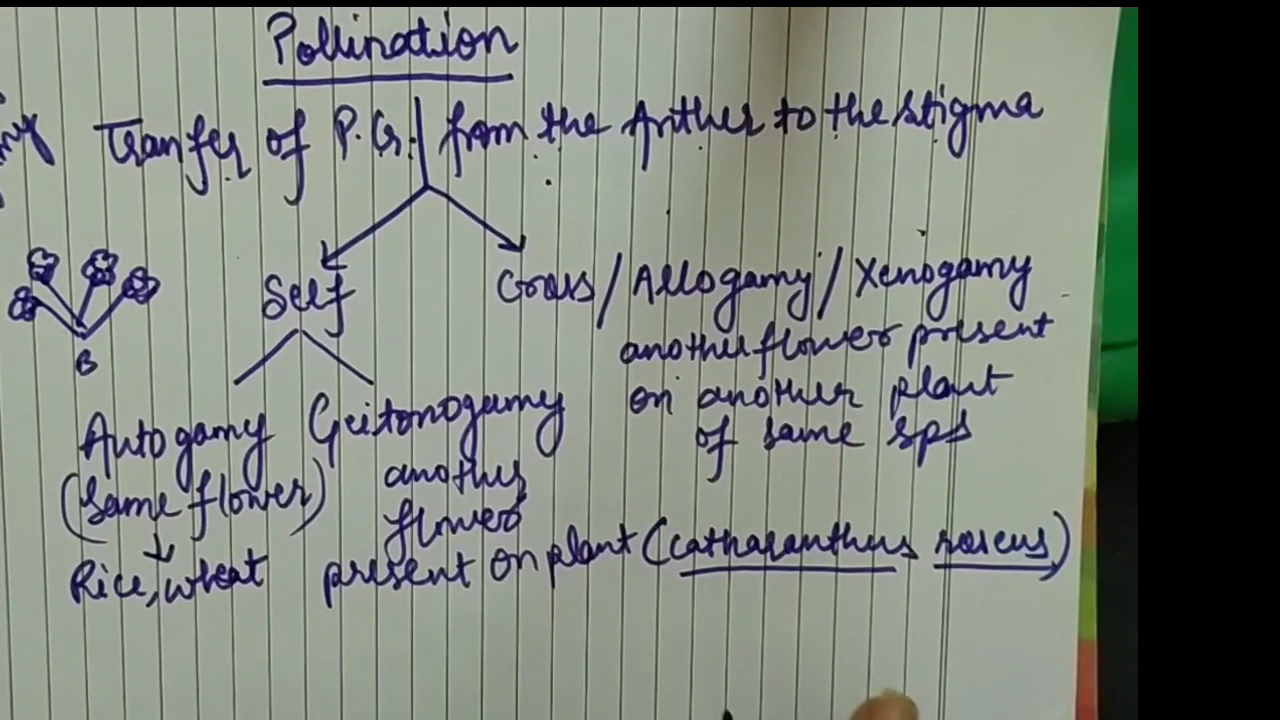 Pollination
Tranfer of P.G. from the Anther to the stigma
Self
Cross/Allogamy/Xenogamy
another flower present
on another plant
of same sps
Autogamy
(same flower)
Rice, wheat
Geitonogamy
another
flower
present on plant (catharanthus roseus)
B